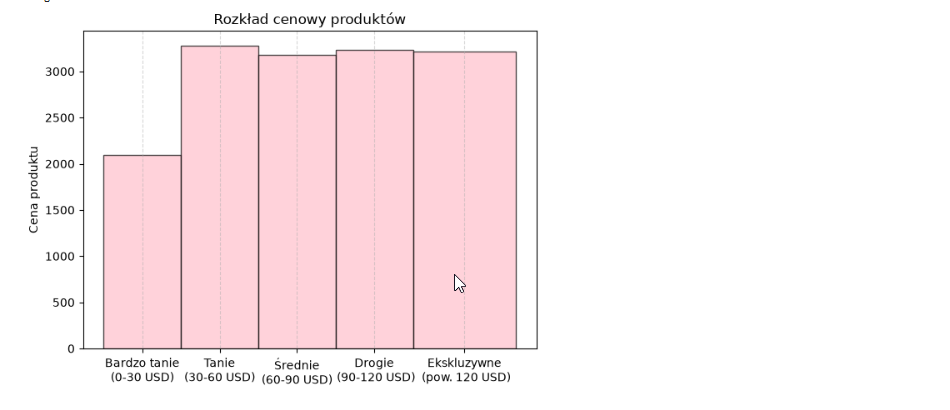 Rozkład cenowy produktów
Cena produktu
3000
2500
2000
1500
1000
500
0
Bardzo tanie
(0-30 USD)
Tanie
(30-60 USD)
Średnie
(60-90 USD)
Drogie
(90-120 USD)
Ekskluzywne
(pow. 120 USD)